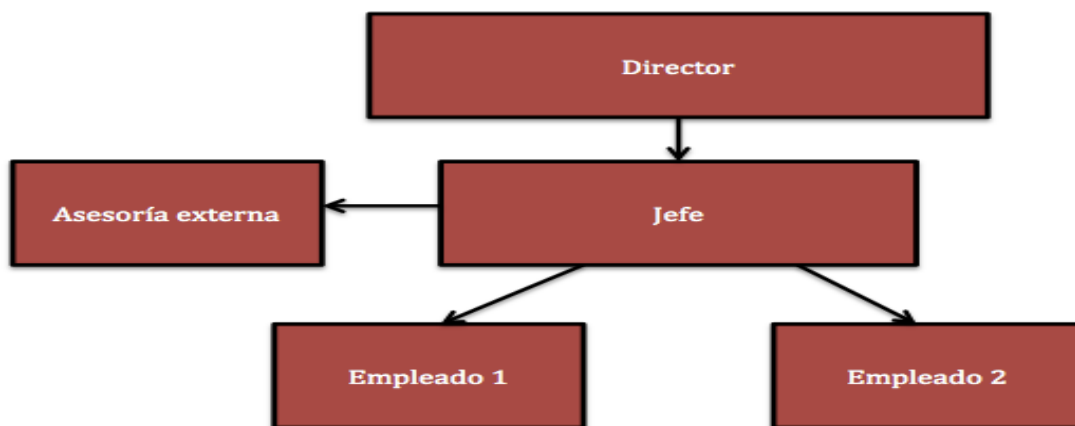 Director
Asesoría externa
Jefe
Empleado 1
Empleado 2